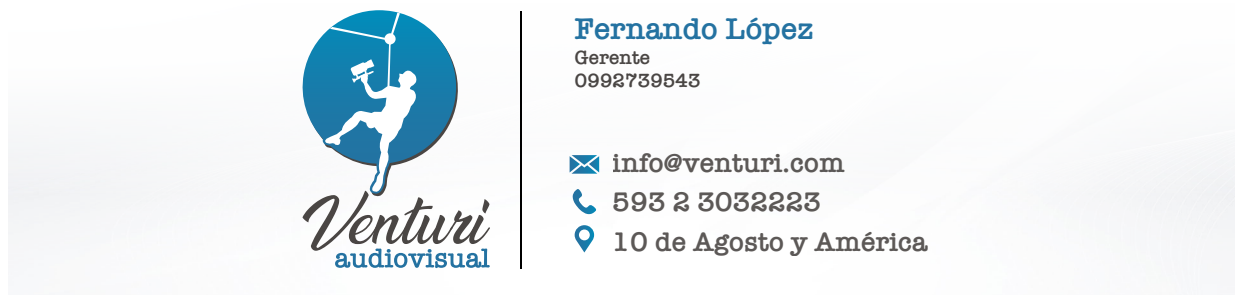 Venturi
audiovisual
Fernando López
Gerente
0992739543
info@venturi.com
593 2 3032223
10 de Agosto y América